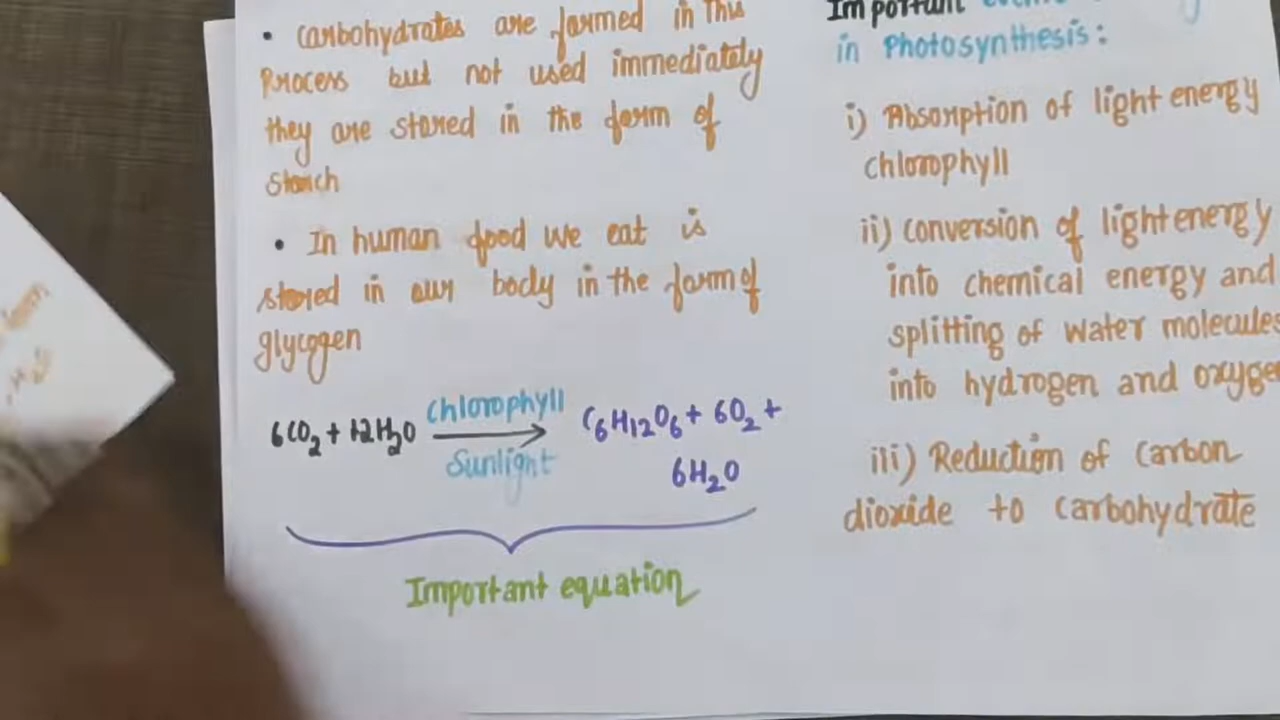 • Carbohydrates are formed in this
Process but not used immediately
they are stored in the form of
starch
• In human food we eat is
stored in our body in the form of
glycogen
6CO2 + 12H2O Chlorophyll Sunlight → C6H12O6 + 6O2 +
6H2O
Important equation
Important
in Photosynthesis:
i) Absorption of light energy
chlorophyll
ii) Conversion of light energy
into chemical energy and
splitting of water molecules
into hydrogen and oxygen
iii) Reduction of carbon
dioxide to carbohydrate